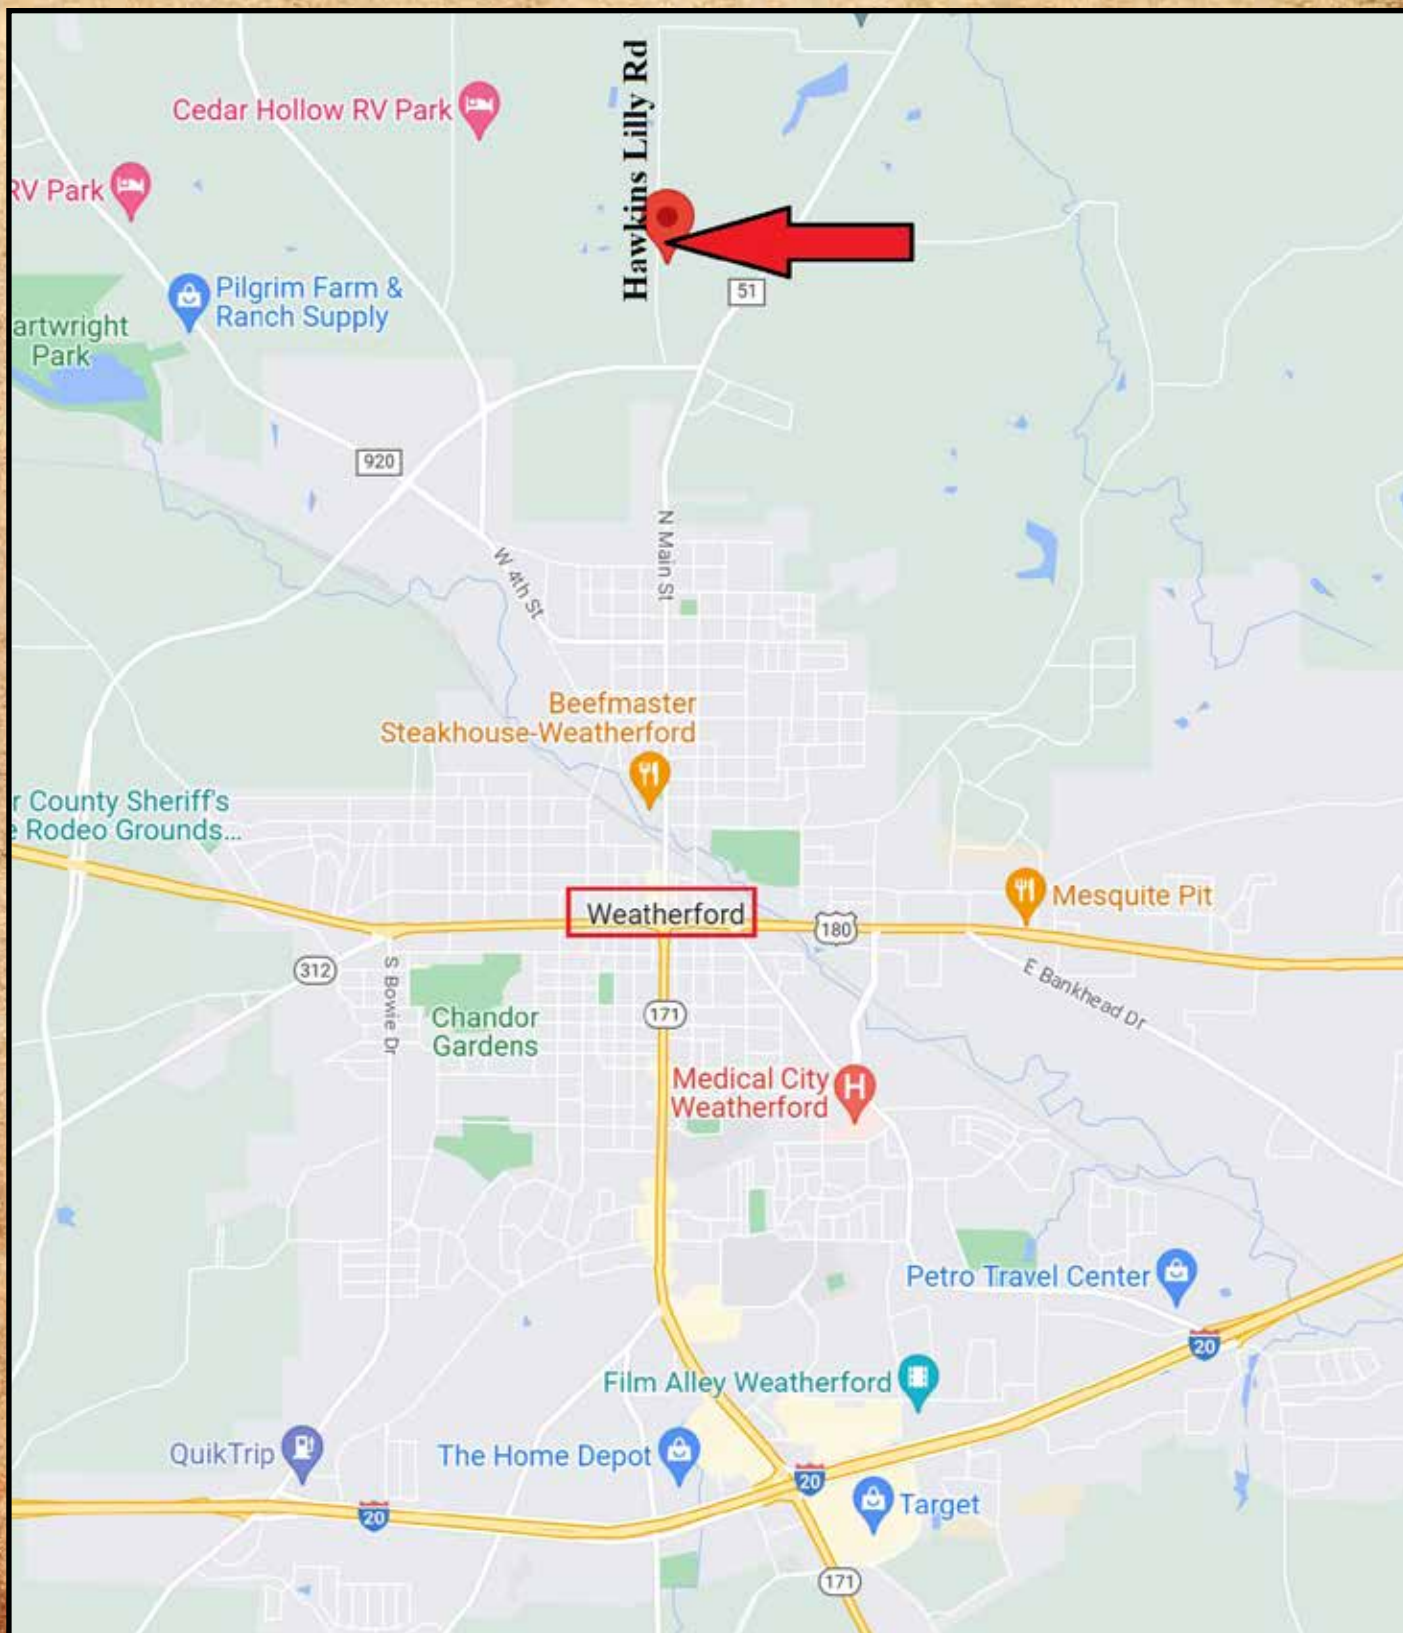 Hawkins Lilly Rd
Cedar Hollow RV Park
RV Park
Pilgrim Farm &
Ranch Supply
51
artwright
Park
920
N Main St
W 4th St
Beefmaster
Steakhouse-Weatherford
r County Sheriff's
e Rodeo Grounds...
Mesquite Pit
Weatherford
180
312
S Bowie Dr
E Bankhead Dr
Chandor
Gardens
171
Medical City
Weatherford
H
Petro Travel Center
20
Film Alley Weatherford
QuikTrip
The Home Depot
20
Target
20
171